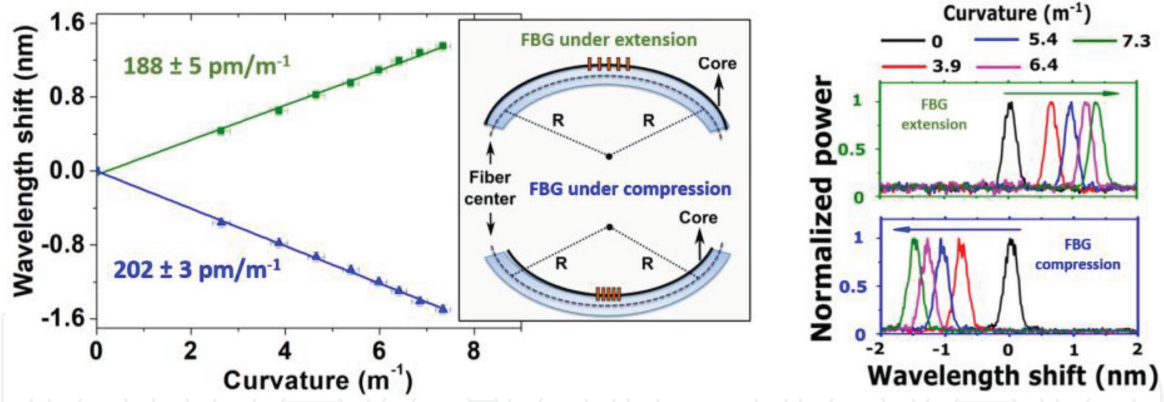 1.6
0.8
0.0
-0.8
-1.6
Wavelength shift (nm)
188 ± 5 pm/m-1
202 ± 3 pm/m-1
0
2
4
6
8
Curvature (m-1)
FBG under extension
Core
R
R
Fiber
center
FBG under compression
Core
R
R
Curvature (m-1)
0
5.4
7.3
3.9
6.4
Normalized power
1
0.5
0
FBG
extension
1
0.5
0
FBG
compression
-2
-1
0
1
2
Wavelength shift (nm)